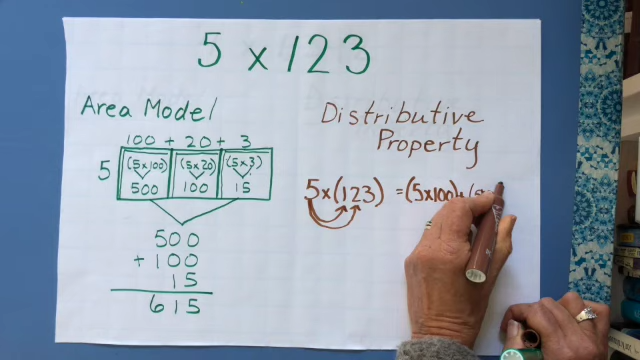 5 x 123
Area Model
100 + 20 + 3
5
(5x100) (5x20) (5x3)
500 100 15
500
+ 100
15
615
Distributive
Property
5x(123) = (5x100)+(5